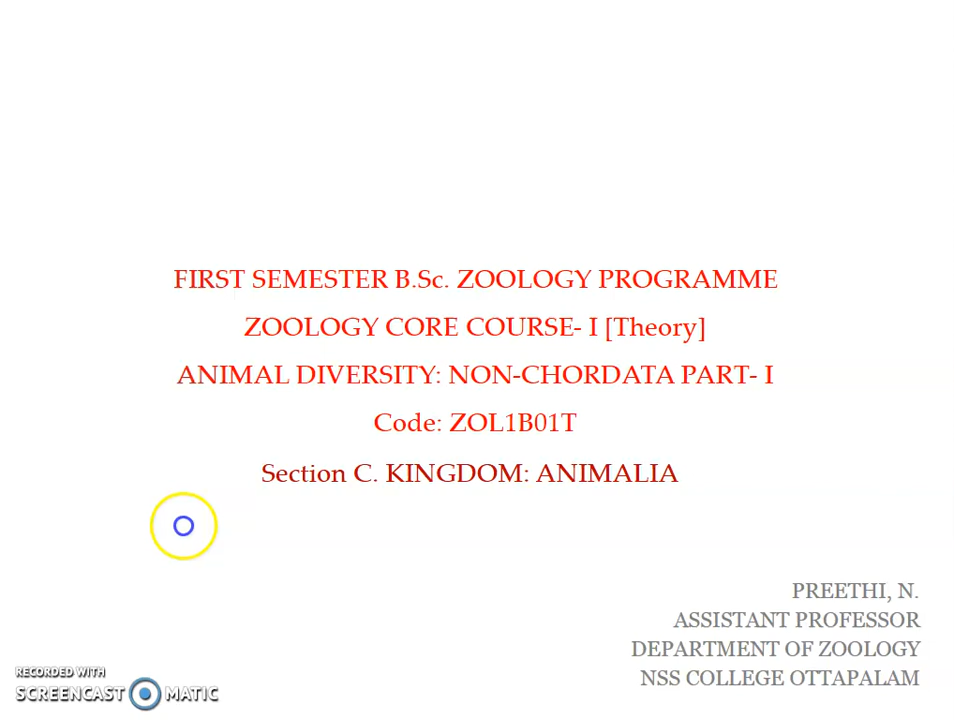 FIRST SEMESTER B.Sc. ZOOLOGY PROGRAMME
ZOOLOGY CORE COURSE- I [Theory]
ANIMAL DIVERSITY: NON-CHORDATA PART- I
Code: ZOL1B01T
Section C. KINGDOM: ANIMALIA
PREETHI, N.
ASSISTANT PROFESSOR
DEPARTMENT OF ZOOLOGY
NSS COLLEGE OTTAPALAM
RECORDED WITH
SCREENCAST MATIC